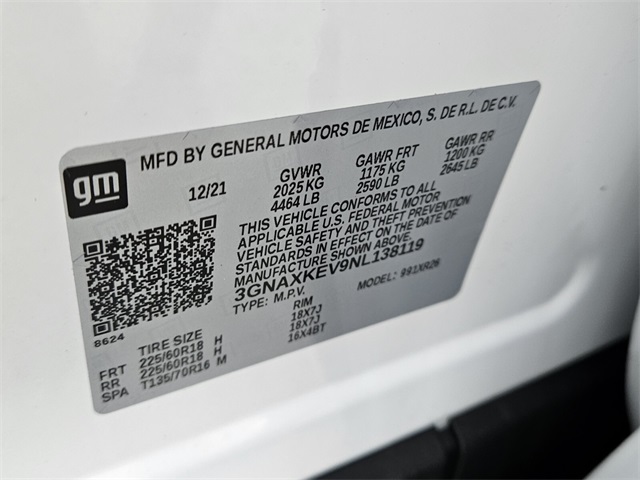 MFD BY GENERAL MOTORS DE MEXICO, S. DE R.L. DE C.V.
gm
12/21
GVWR
2025 KG
4464 LB
GAWR FRT
1175 KG
2590 LB
GAWR RR
1200 KG
2645 LB
THIS VEHICLE CONFORMS TO ALL
APPLICABLE U.S. FEDERAL MOTOR
VEHICLE SAFETY AND THEFT PREVENTION
STANDARDS IN EFFECT ON THE DATE OF
MANUFACTURE SHOWN ABOVE.
3GNAXKEV9NL138119
TYPE: M.P.V. MODEL: 991XR26
8624
TIRE SIZE RIM
FRT 225/60R18 H 18X7J
RR 225/60R18 H 18X7J
SPA T135/70R16 M 16X4BT